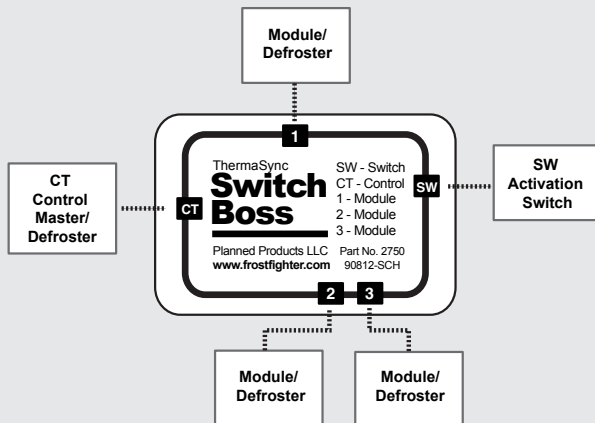 Module/
Defroster
1
CT
Control
Master/
Defroster
CT
ThermaSync
Switch
Boss
Planned Products LLC
www.frostfighter.com
SW - Switch
CT - Control
1 - Module
2 - Module
3 - Module
Part No. 2750
90812-SCH
SW
SW
Activation
Switch
2
3
Module/
Defroster
Module/
Defroster